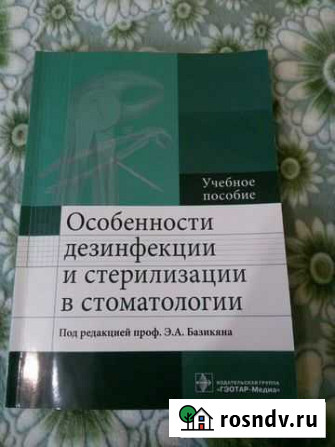 Учебное
пособие
Особенности
дезинфекции
и стерилизации
в стоматологии
Под редакцией проф. Э.А. Базикяна
ИЗДАТЕЛЬСКАЯ ГРУППА
«ГЭОТАР-Медиа»
rosndv.ru